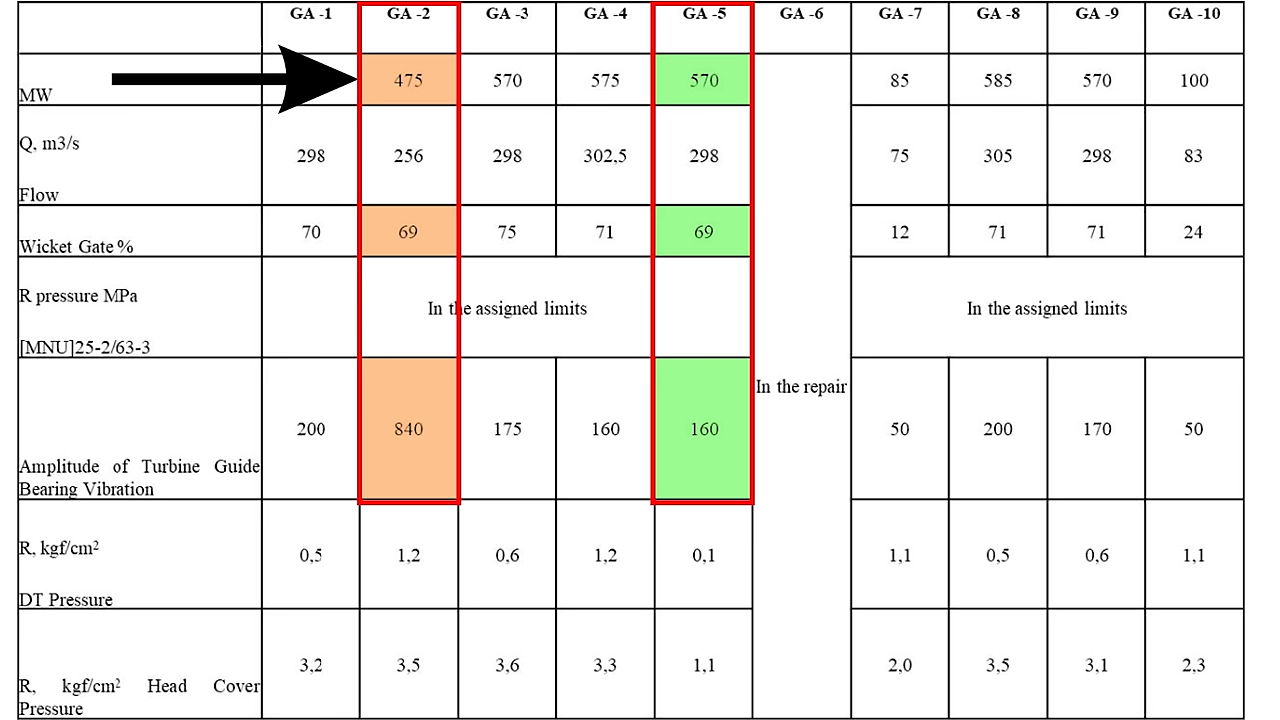 GA -1 GA -2 GA -3 GA -4 GA -5 GA -6 GA -7 GA -8 GA -9 GA -10
MW 475 570 575 570 85 585 570 100
Q, m3/s
Flow 298 256 298 302,5 298 75 305 298 83
Wicket Gate % 70 69 75 71 69 12 71 71 24
R pressure MPa
[MNU]25-2/63-3 In the assigned limits In the assigned limits
In the repair
Amplitude of Turbine Guide
Bearing Vibration 200 840 175 160 160 50 200 170 50
R, kgf/cm²
DT Pressure 0,5 1,2 0,6 1,2 0,1 1,1 0,5 0,6 1,1
R, kgf/cm² Head Cover
Pressure 3,2 3,5 3,6 3,3 1,1 2,0 3,5 3,1 2,3